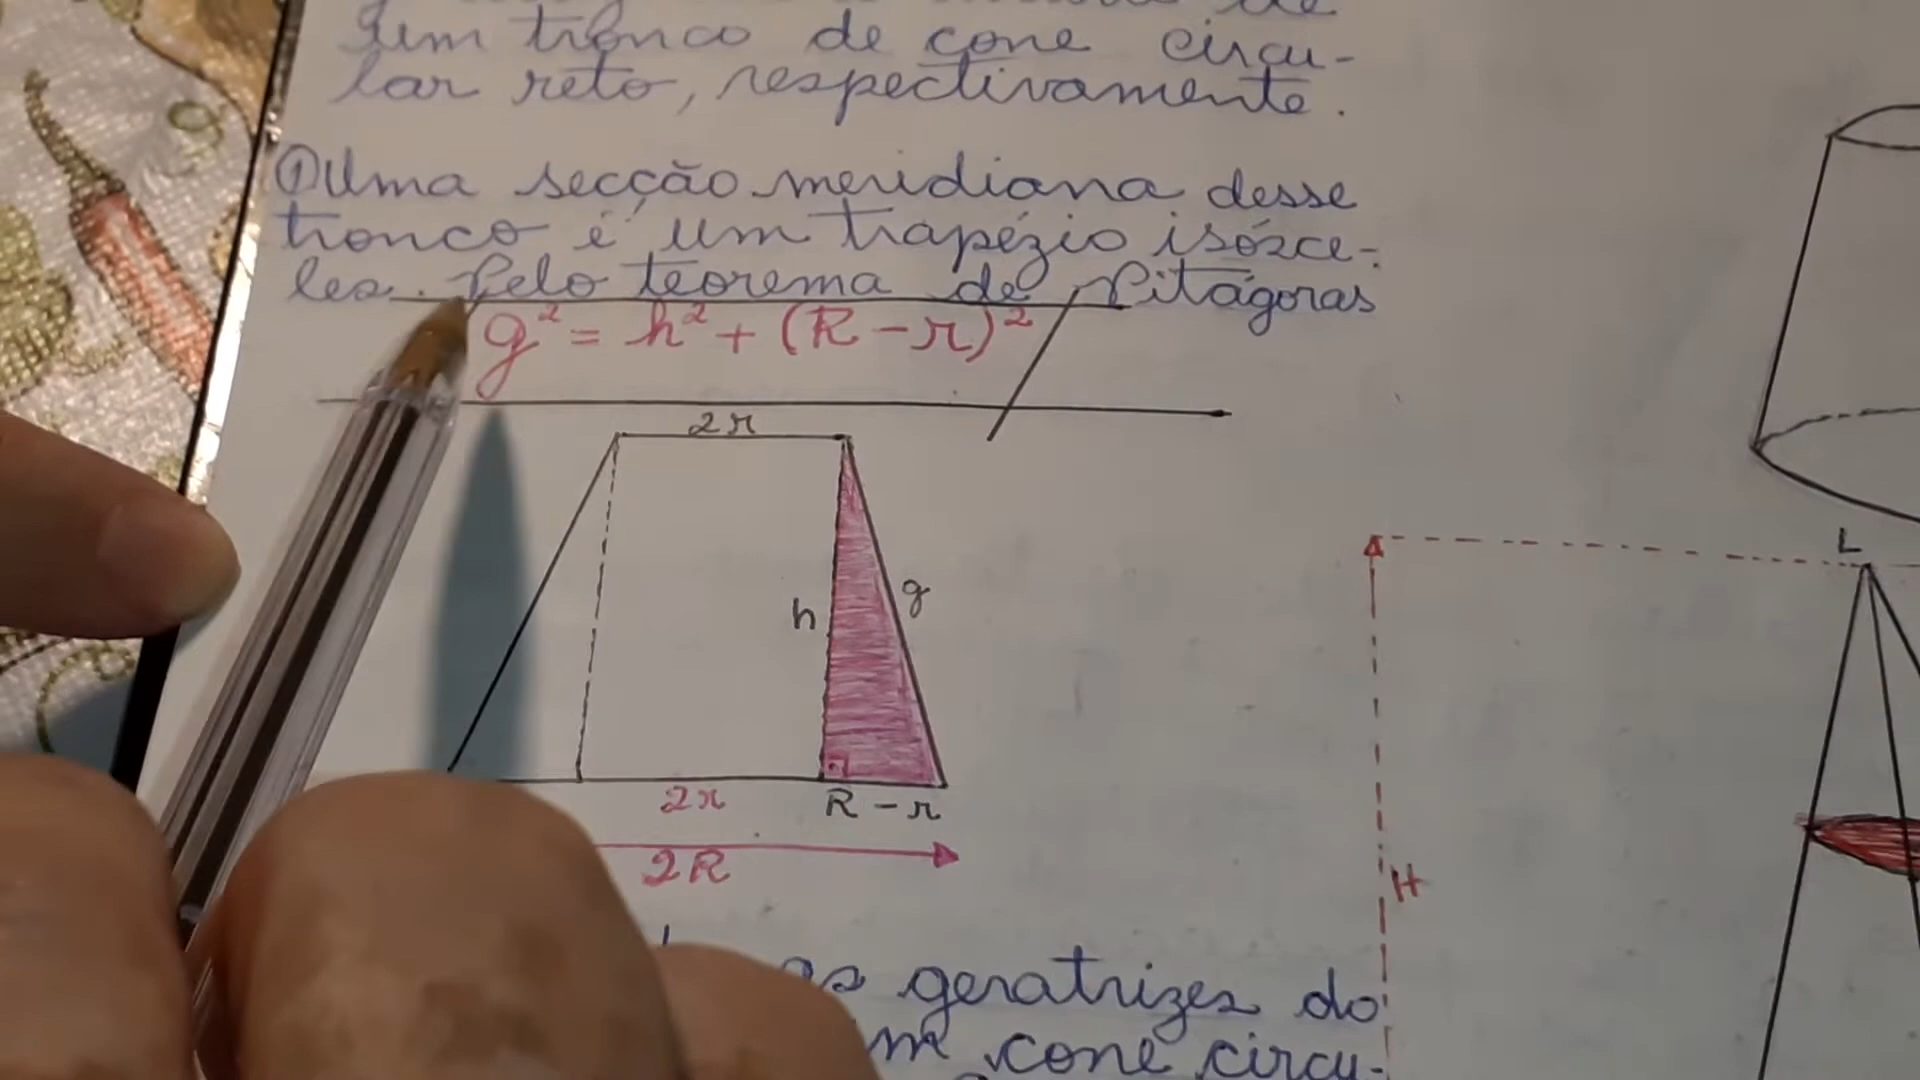 um tronco de cone circu-
lar reto, respectivamente.
① Uma secção meridiana desse
tronco é um trapézio isósce-
les. Pelo teorema de Pitágoras
g² = h² + (R - r)²
2r
h
g
2r
R - r
2R
L
H
geratrizes do
cone circu-